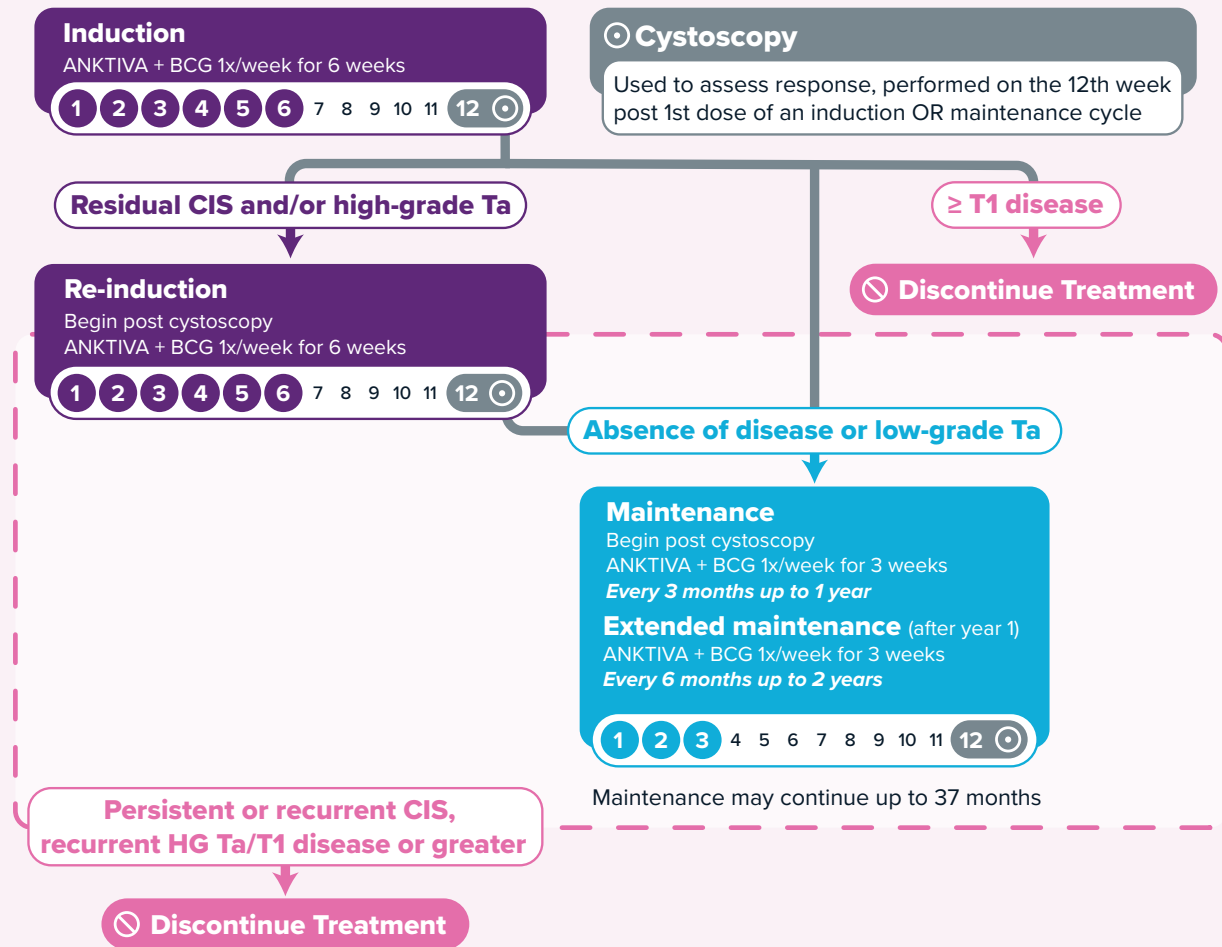 Induction
ANKTIVA + BCG 1x/week for 6 weeks
1 2 3 4 5 6 7 8 9 10 11 12
Cystoscopy
Used to assess response, performed on the 12th week
post 1st dose of an induction OR maintenance cycle
Residual CIS and/or high-grade Ta
≥ T1 disease
Discontinue Treatment
Re-induction
Begin post cystoscopy
ANKTIVA + BCG 1x/week for 6 weeks
1 2 3 4 5 6 7 8 9 10 11 12
Absence of disease or low-grade Ta
Maintenance
Begin post cystoscopy
ANKTIVA + BCG 1x/week for 3 weeks
Every 3 months up to 1 year
Extended maintenance (after year 1)
ANKTIVA + BCG 1x/week for 3 weeks
Every 6 months up to 2 years
1 2 3 4 5 6 7 8 9 10 11 12
Maintenance may continue up to 37 months
Persistent or recurrent CIS,
recurrent HG Ta/T1 disease or greater
Discontinue Treatment